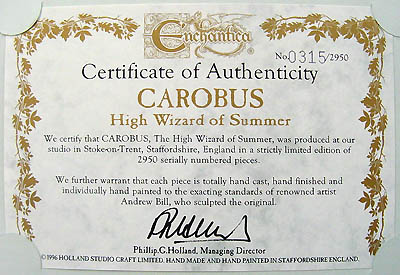 Enchantica
No.0315/2950
Certificate of Authenticity
CAROBUS
High Wizard of Summer
We certify that CAROBUS, The High Wizard of Summer, was produced at our
studio in Stoke-on-Trent, Staffordshire, England in a strictly limited edition of
2950 serially numbered pieces.
We further warrant that each piece is totally hand cast, hand finished and
individually hand painted to the exacting standards of renowned artist
Andrew Bill, who sculpted the original.
Phillip.C.Holland, Managing Director
©1996 HOLLAND STUDIO CRAFT LIMITED. HAND MADE AND HAND PAINTED IN STAFFORDSHIRE ENGLAND.